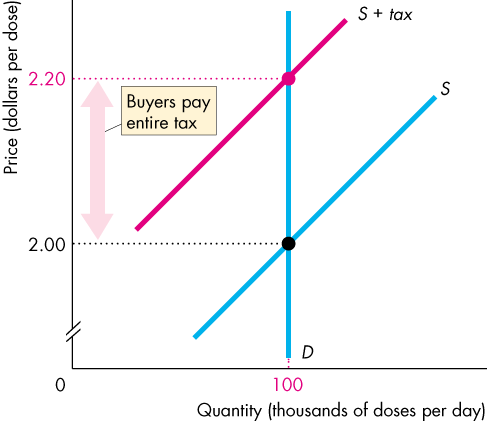 Price (dollars per dose)
S + tax
2.20
S
Buyers pay
entire tax
2.00
D
0
100
Quantity (thousands of doses per day)